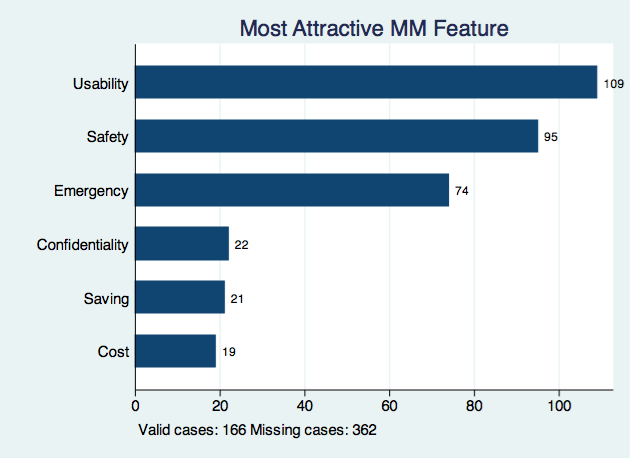 Most Attractive MM Feature
Usability 109
Safety 95
Emergency 74
Confidentiality 22
Saving 21
Cost 19
0 20 40 60 80 100
Valid cases: 166 Missing cases: 362